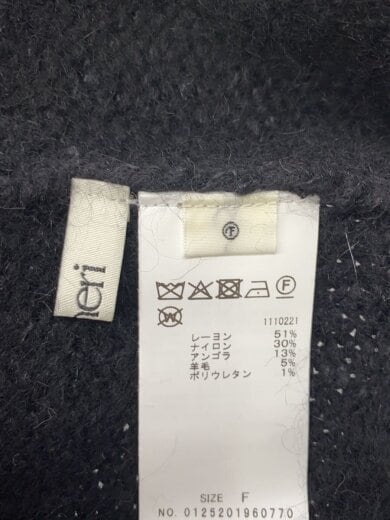 neri
F
F
W
1110221
レーヨン 51%
ナイロン 30%
アンゴラ 13%
羊毛 5%
ポリウレタン 1%
SIZE F
NO. 0125201960770